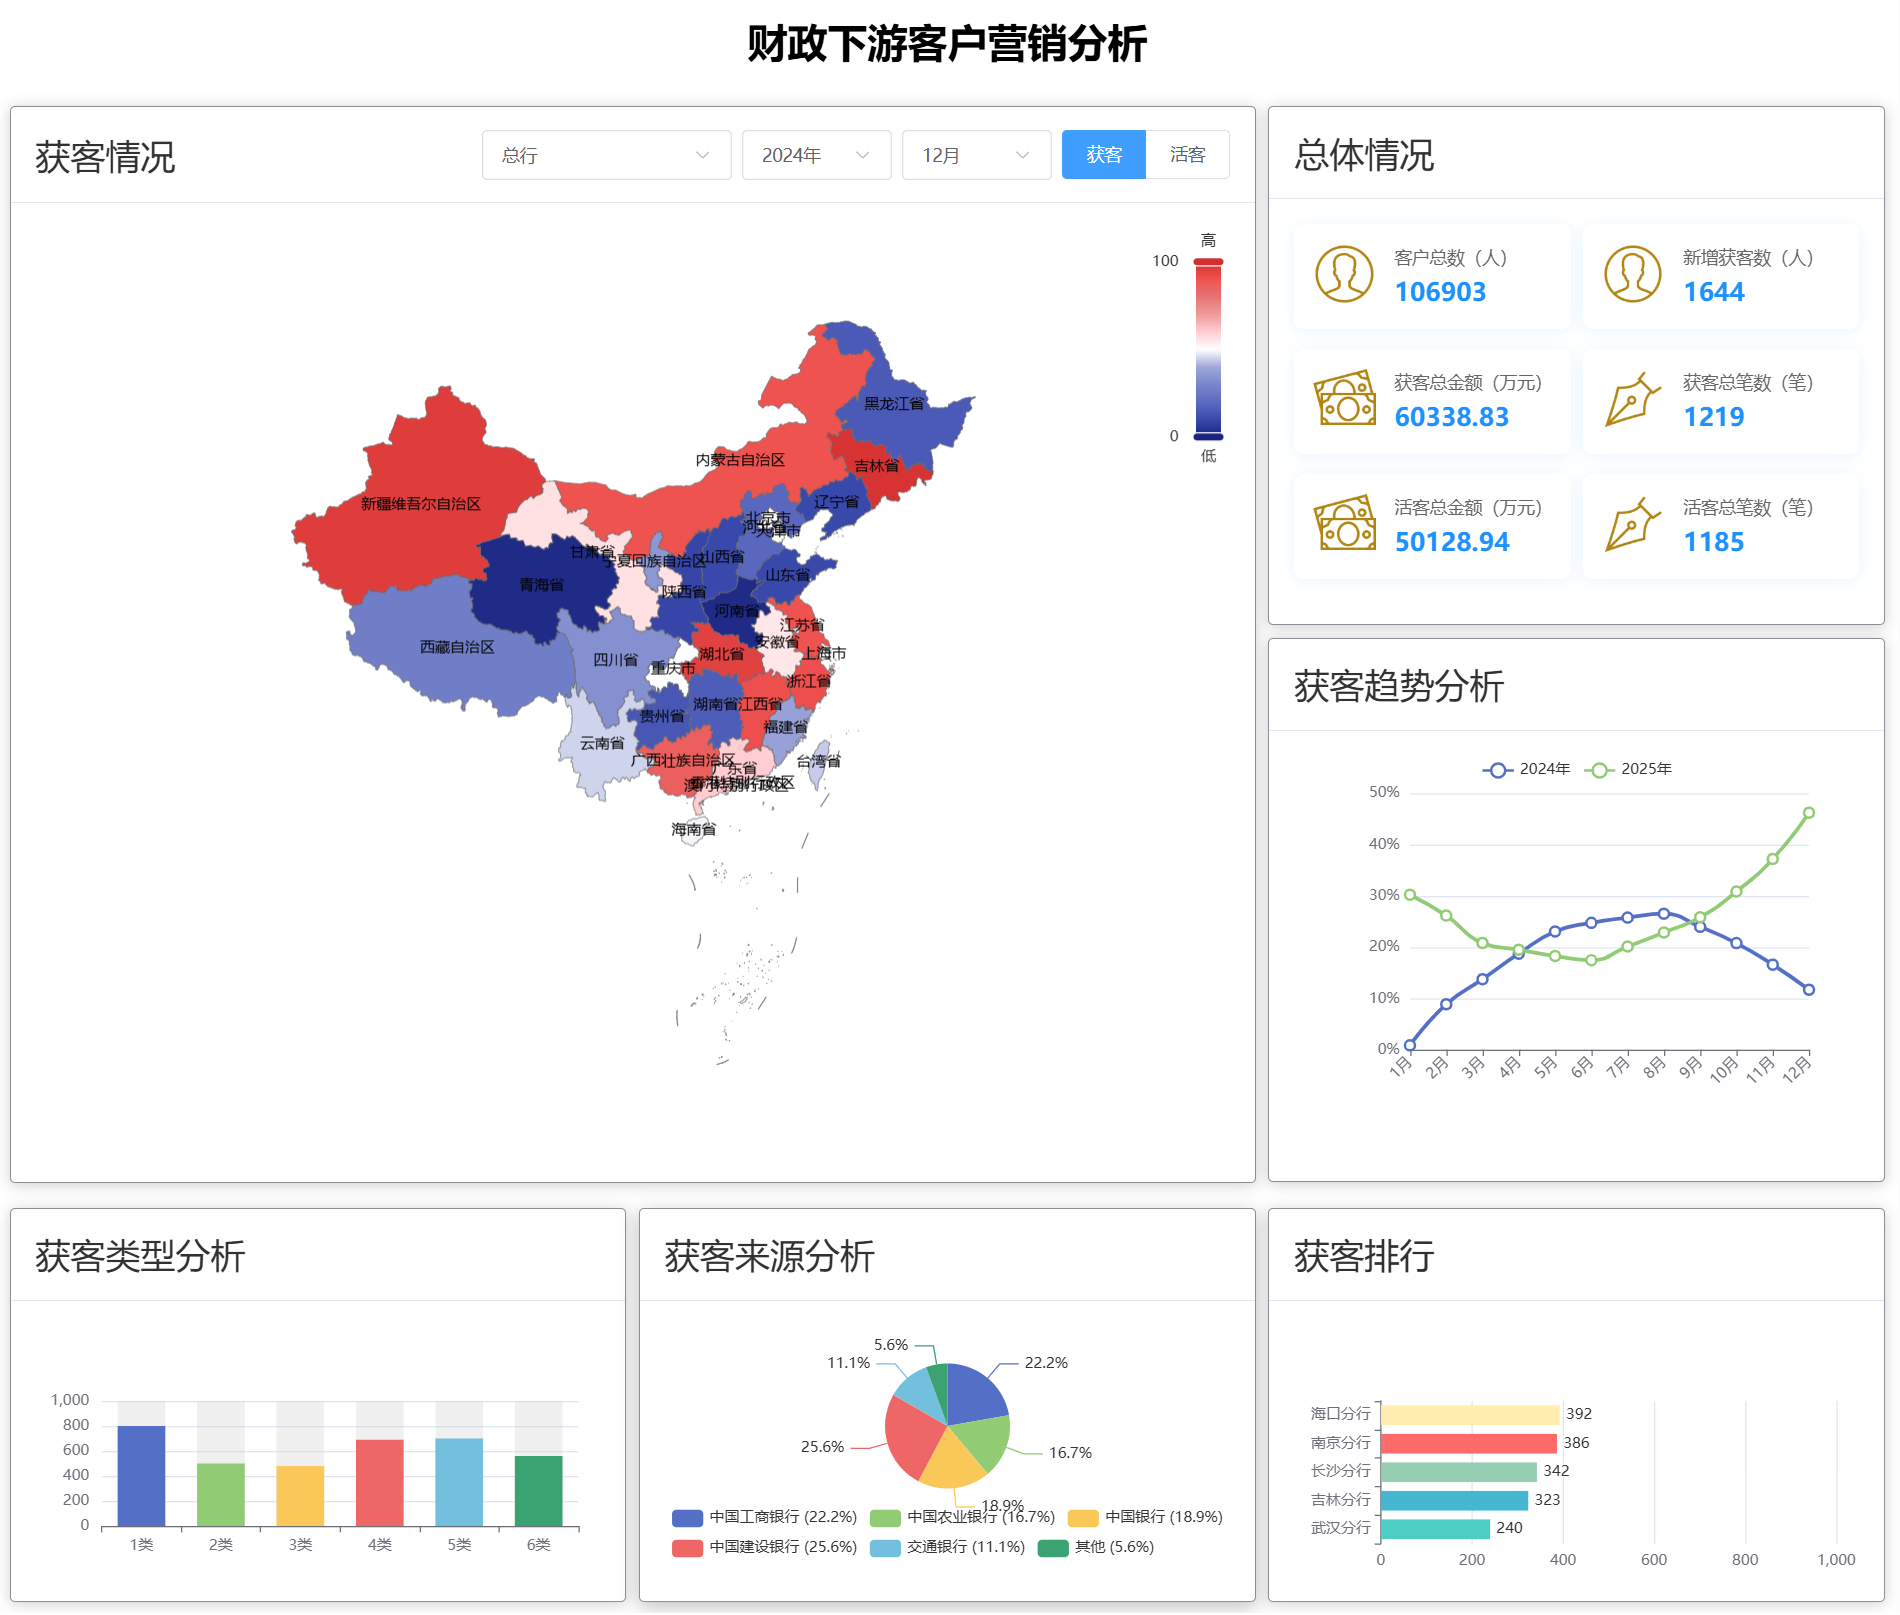 财政下游客户营销分析
获客情况
总行
2024年
12月
获客
活客
高
100
0
低
黑龙江省
内蒙古自治区
吉林省
新疆维吾尔自治区
辽宁省
北京市
河北省
天津市
甘肃省
宁夏回族自治区
山西省
山东省
青海省
陕西省
河南省
江苏省
安徽省
西藏自治区
四川省
重庆市
湖北省
上海市
浙江省
湖南省
江西省
贵州省
福建省
云南省
广西壮族自治区
广东省
台湾省
香港特别行政区
澳门特别行政区
海南省
总体情况
客户总数（人）
106903
新增获客数（人）
1644
获客总金额（万元）
60338.83
获客总笔数（笔）
1219
活客总金额（万元）
50128.94
活客总笔数（笔）
1185
获客趋势分析
2024年
2025年
50%
40%
30%
20%
10%
0%
1月
2月
3月
4月
5月
6月
7月
8月
9月
10月
11月
12月
获客类型分析
1,000
800
600
400
200
0
1类
2类
3类
4类
5类
6类
获客来源分析
5.6%
11.1%
22.2%
25.6%
16.7%
18.9%
中国工商银行 (22.2%)
中国农业银行 (16.7%)
中国银行 (18.9%)
中国建设银行 (25.6%)
交通银行 (11.1%)
其他 (5.6%)
获客排行
海口分行
392
南京分行
386
长沙分行
342
吉林分行
323
武汉分行
240
0
200
400
600
800
1,000